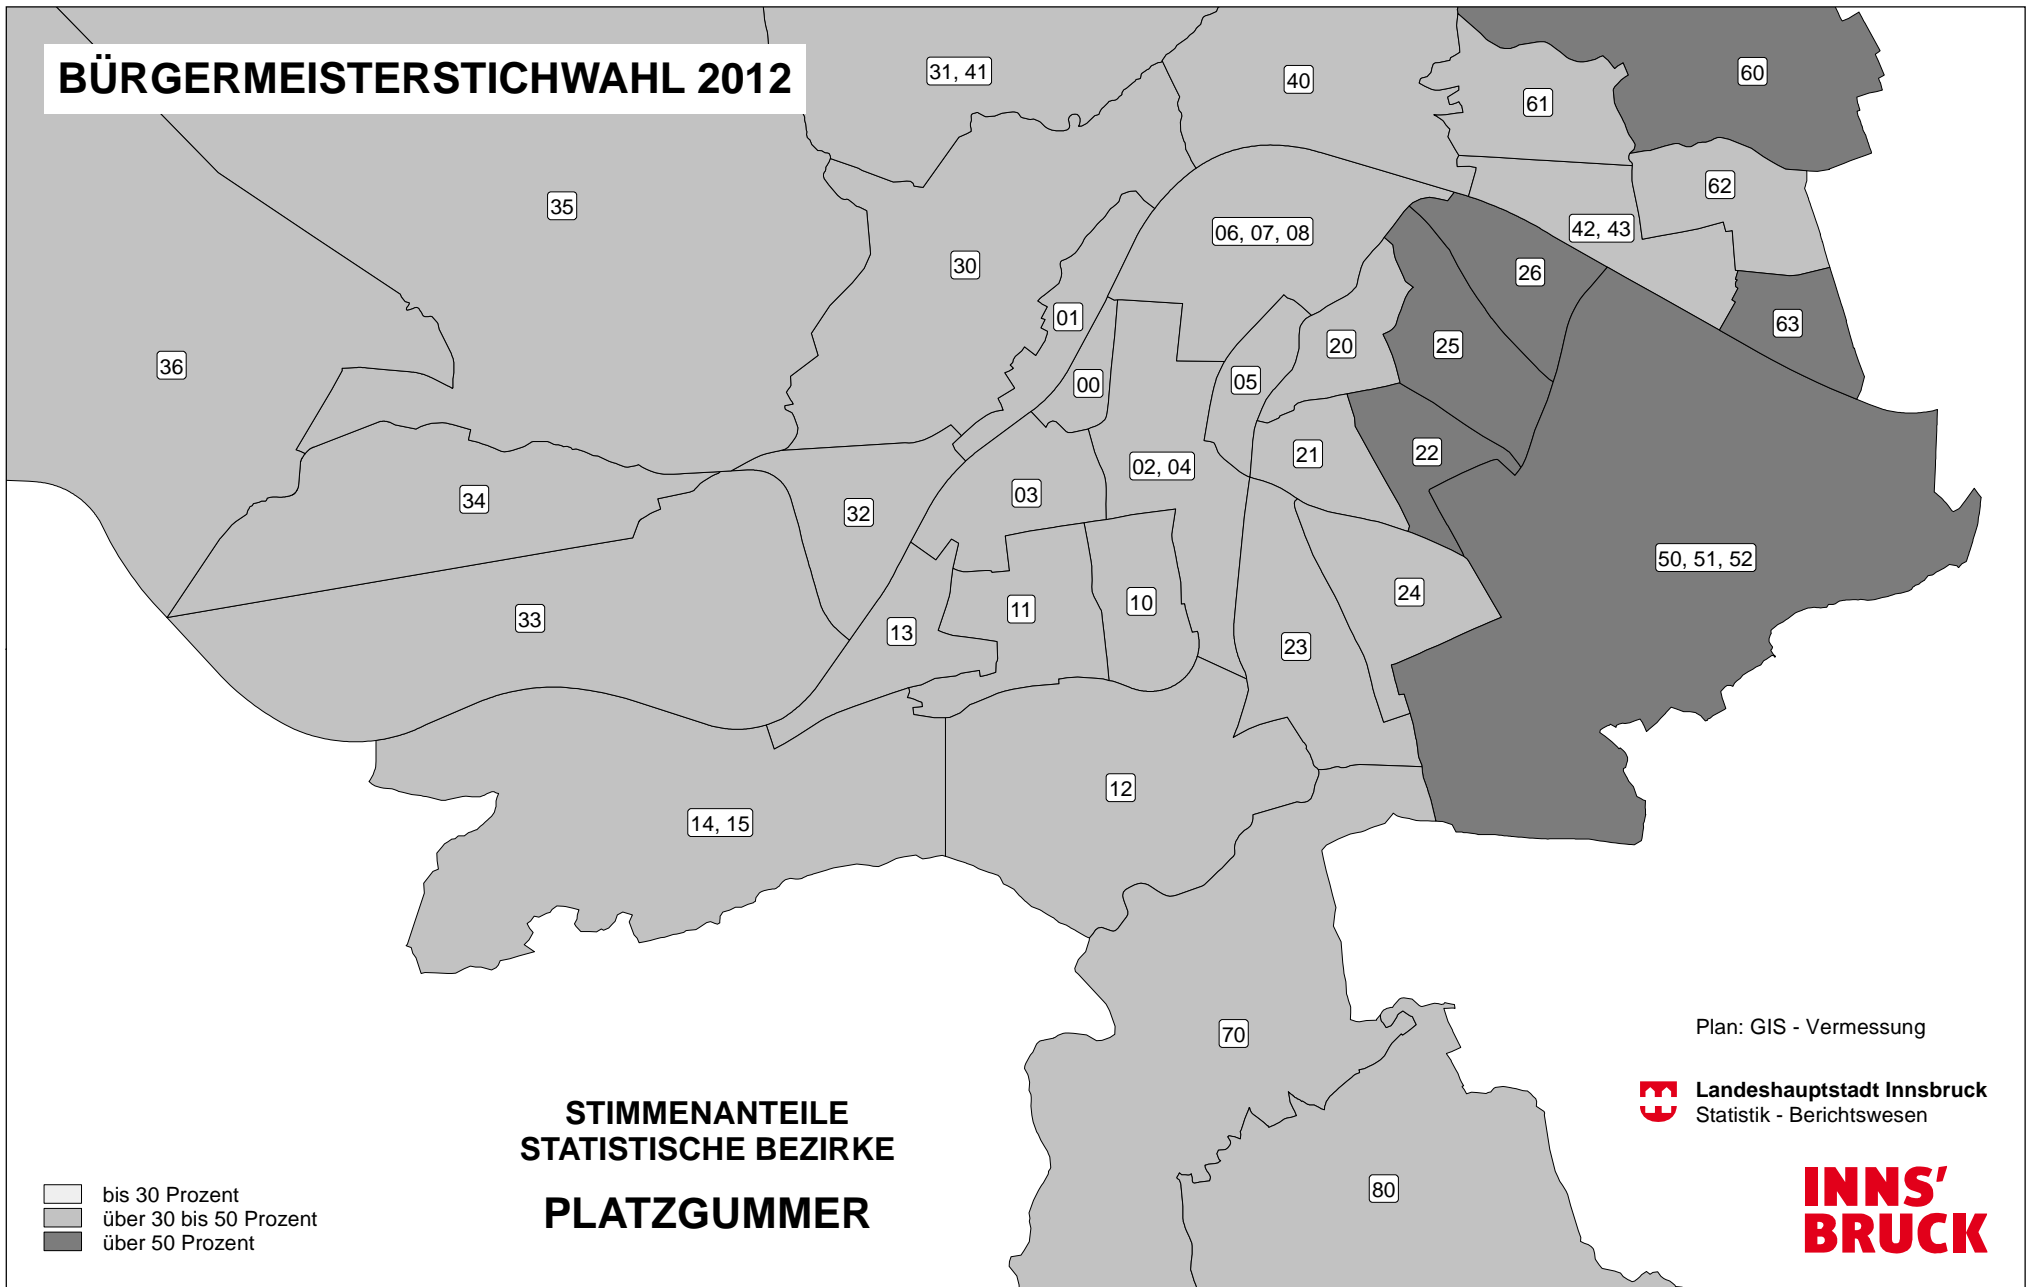 BÜRGERMEISTERSTICHWAHL 2012
31, 41
40
60
61
62
35
06, 07, 08
42, 43
30
26
01
63
20
25
36
00
05
22
21
02, 04
03
34
32
50, 51, 52
24
10
11
33
13
23
12
14, 15
70
80
Plan: GIS - Vermessung
Landeshauptstadt Innsbruck
Statistik - Berichtswesen
STIMMENANTEILE
STATISTISCHE BEZIRKE
PLATZGUMMER
bis 30 Prozent
über 30 bis 50 Prozent
über 50 Prozent
INNS'
BRUCK